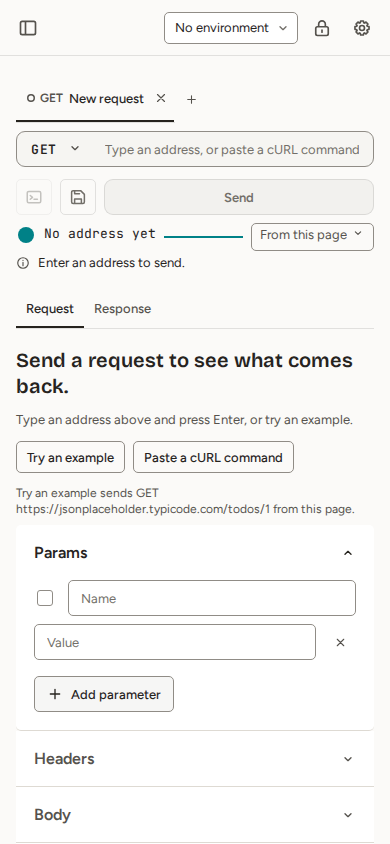 No environment
GET New request
GET
Type an address, or paste a cURL command
Send
No address yet
From this page
Enter an address to send.
Request
Response
Send a request to see what comes
back.
Type an address above and press Enter, or try an example.
Try an example
Paste a cURL command
Try an example sends GET
https://jsonplaceholder.typicode.com/todos/1 from this page.
Params
Name
Value
Add parameter
Headers
Body